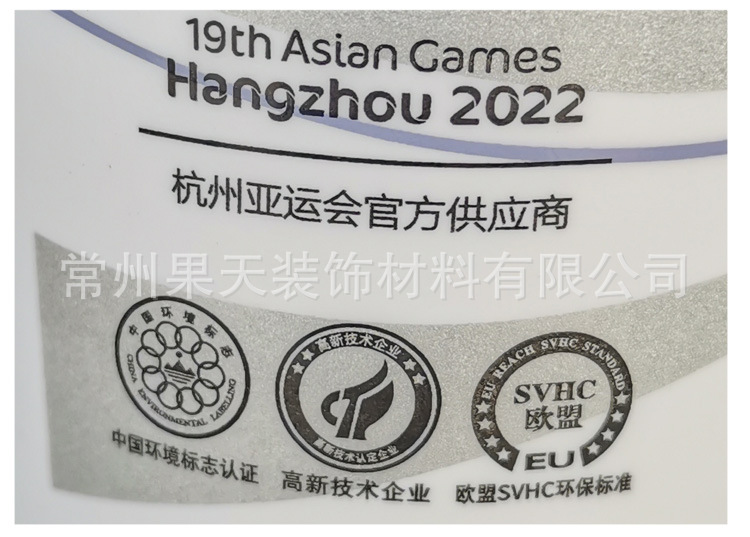 19th Asian Games
Hangzhou 2022
杭州亚运会官方供应商
常州果天装饰材料有限公司
中国环境标志
CHINA ENVIRONMENTAL LABELLING
中国环境标志认证
高新技术企业
高新技术认定企业
高新技术企业
EU REACH SVHC STANDARD
SVHC
欧盟
EU
欧盟SVHC环保标准